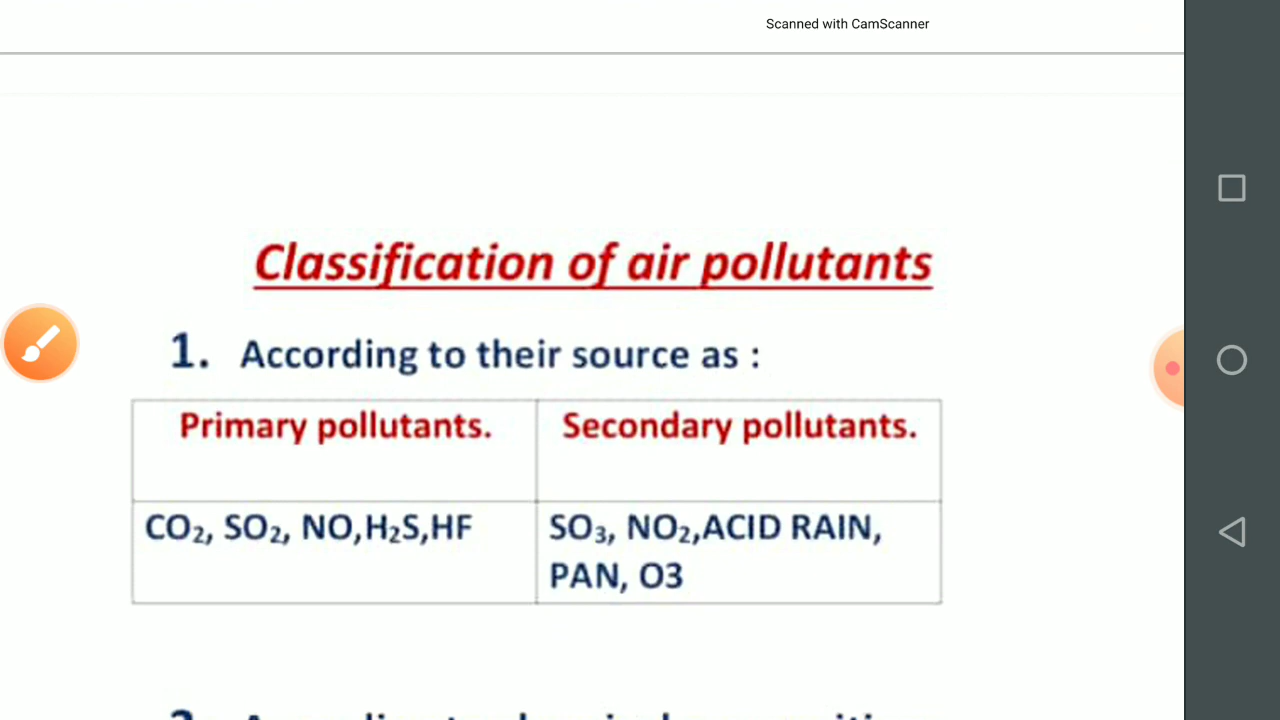 Scanned with CamScanner
Classification of air pollutants
1. According to their source as :
Primary pollutants. Secondary pollutants.
CO₂, SO₂, NO,H₂S,HF SO₃, NO₂,ACID RAIN,
PAN, O3